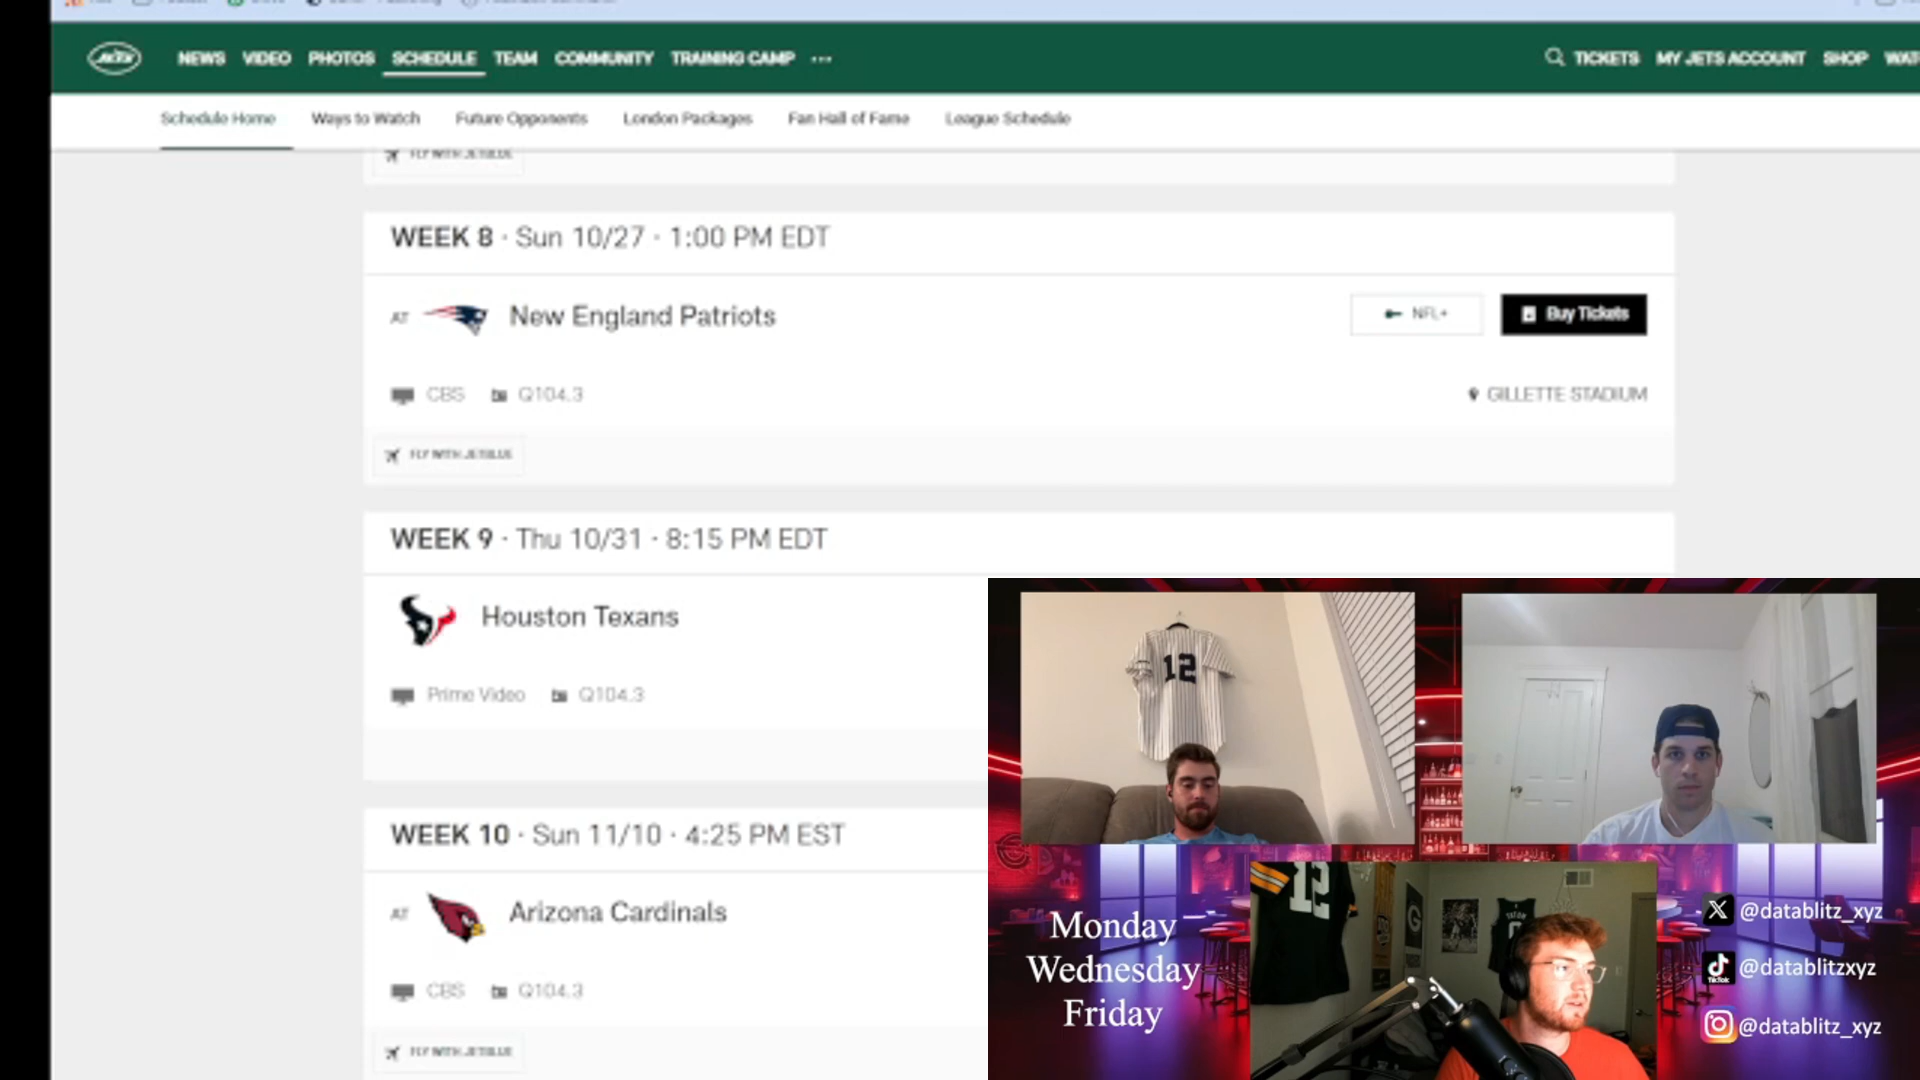 JETS
NEWS VIDEO PHOTOS SCHEDULE TEAM COMMUNITY TRAINING CAMP ···
TICKETS MY JETS ACCOUNT SHOP
Schedule Home Ways to Watch Future Opponents London Packages Fan Hall of Fame League Schedule
FLY WITH JETBLUE
WEEK 8 · Sun 10/27 · 1:00 PM EDT
AT New England Patriots
NFL+ Buy Tickets
CBS Q104.3
GILLETTE STADIUM
FLY WITH JETBLUE
WEEK 9 · Thu 10/31 · 8:15 PM EDT
Houston Texans
Prime Video Q104.3
WEEK 10 · Sun 11/10 · 4:25 PM EST
AT Arizona Cardinals
CBS Q104.3
FLY WITH JETBLUE
12
12
Monday
Wednesday
Friday
@datablitz_xyz
@datablitzxyz
@datablitz_xyz